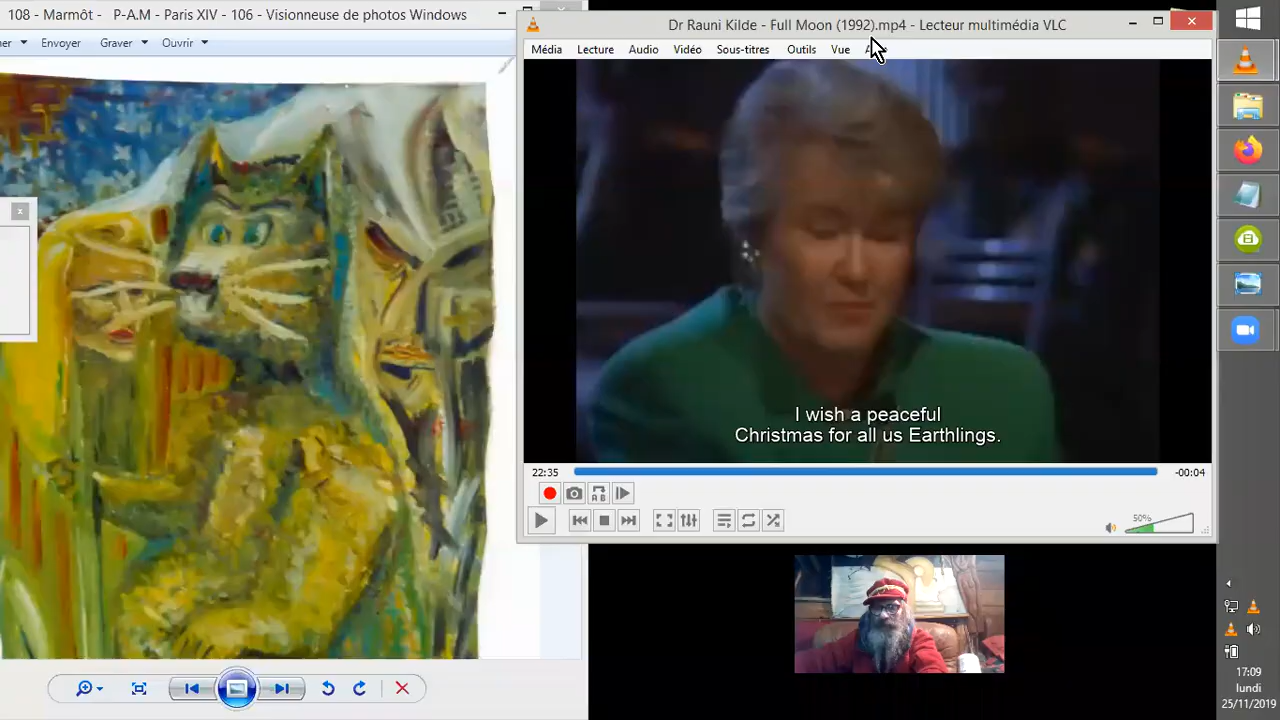 108 - Marmôt - P-A-M - Paris XIV - 106 - Visionneuse de photos Windows
Envoyer Graver Ouvrir
x
Dr Rauni Kilde - Full Moon (1992).mp4 - Lecteur multimédia VLC
Média Lecture Audio Vidéo Sous-titres Outils Vue
I wish a peaceful
Christmas for all us Earthlings.
22:35 -00:04
50%
17:09
lundi
25/11/2019